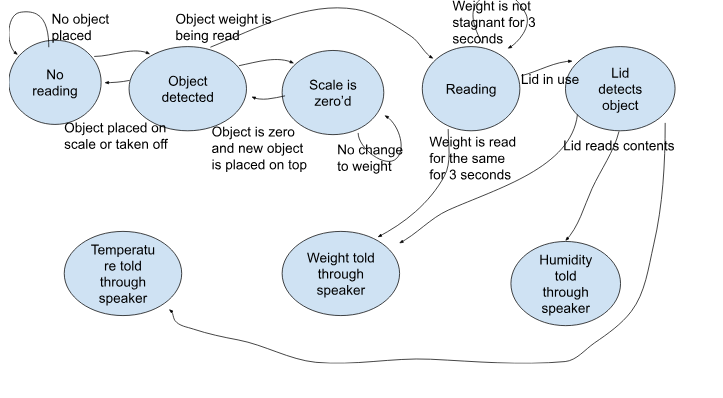 Weight is not
stagnant for 3
seconds
No object
placed
Object weight is
being read
No
reading
Object
detected
Scale is
zero'd
Reading
Lid in use
Lid
detects
object
Object placed on
scale or taken off
Object is zero
and new object
is placed on top
No change
to weight
Weight is read
for the same
for 3 seconds
Lid reads contents
Temperatu
re told
through
speaker
Weight told
through
speaker
Humidity
told
through
speaker